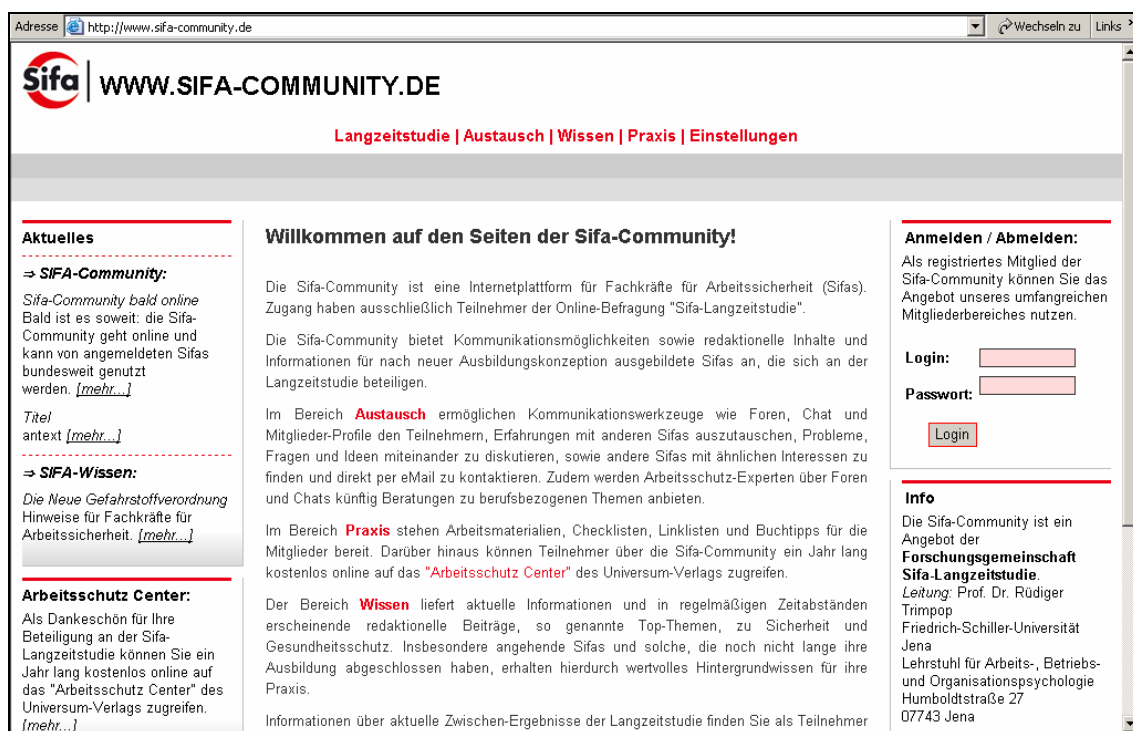 Adresse http://www.sifa-community.de Wechseln zu Links »
Sifa WWW.SIFA-COMMUNITY.DE
Langzeitstudie | Austausch | Wissen | Praxis | Einstellungen
Aktuelles
⇒ SIFA-Community:
Sifa-Community bald online
Bald ist es soweit: die Sifa-
Community geht online und
kann von angemeldeten Sifas
bundesweit genutzt
werden. [mehr...]
Titel
antext [mehr...]
⇒ SIFA-Wissen:
Die Neue Gefahrstoffverordnung
Hinweise für Fachkräfte für
Arbeitssicherheit. [mehr...]
Arbeitsschutz Center:
Als Dankeschön für Ihre
Beteiligung an der Sifa-
Langzeitstudie können Sie ein
Jahr lang kostenlos online auf
das "Arbeitsschutz Center" des
Universum-Verlags zugreifen.
[mehr...]
Willkommen auf den Seiten der Sifa-Community!
Die Sifa-Community ist eine Internetplattform für Fachkräfte für Arbeitssicherheit (Sifas).
Zugang haben ausschließlich Teilnehmer der Online-Befragung "Sifa-Langzeitstudie".
Die Sifa-Community bietet Kommunikationsmöglichkeiten sowie redaktionelle Inhalte und
Informationen für nach neuer Ausbildungskonzeption ausgebildete Sifas an, die sich an der
Langzeitstudie beteiligen.
Im Bereich Austausch ermöglichen Kommunikationswerkzeuge wie Foren, Chat und
Mitglieder-Profile den Teilnehmern, Erfahrungen mit anderen Sifas auszutauschen, Probleme,
Fragen und Ideen miteinander zu diskutieren, sowie andere Sifas mit ähnlichen Interessen zu
finden und direkt per eMail zu kontaktieren. Zudem werden Arbeitsschutz-Experten über Foren
und Chats künftig Beratungen zu berufsbezogenen Themen anbieten.
Im Bereich Praxis stehen Arbeitsmaterialien, Checklisten, Linklisten und Buchtipps für die
Mitglieder bereit. Darüber hinaus können Teilnehmer über die Sifa-Community ein Jahr lang
kostenlos online auf das "Arbeitsschutz Center" des Universum-Verlags zugreifen.
Der Bereich Wissen liefert aktuelle Informationen und in regelmäßigen Zeitabständen
erscheinende redaktionelle Beiträge, so genannte Top-Themen, zu Sicherheit und
Gesundheitsschutz. Insbesondere angehende Sifas und solche, die noch nicht lange ihre
Ausbildung abgeschlossen haben, erhalten hierdurch wertvolles Hintergrundwissen für ihre
Praxis.
Informationen über aktuelle Zwischen-Ergebnisse der Langzeitstudie finden Sie als Teilnehmer
Anmelden / Abmelden:
Als registriertes Mitglied der
Sifa-Community können Sie das
Angebot unseres umfangreichen
Mitgliederbereiches nutzen.
Login:
Passwort:
Login
Info
Die Sifa-Community ist ein
Angebot der
Forschungsgemeinschaft
Sifa-Langzeitstudie.
Leitung: Prof. Dr. Rüdiger
Trimpop
Friedrich-Schiller-Universität
Jena
Lehrstuhl für Arbeits-, Betriebs-
und Organisationspsychologie
Humboldtstraße 27
07743 Jena